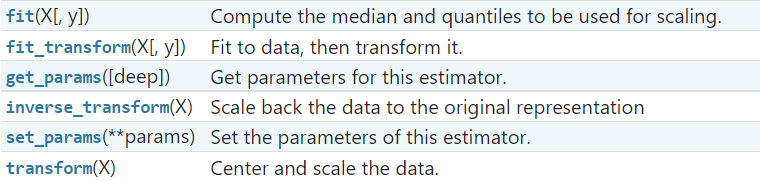 fit(X[, y]) Compute the median and quantiles to be used for scaling.
fit_transform(X[, y]) Fit to data, then transform it.
get_params([deep]) Get parameters for this estimator.
inverse_transform(X) Scale back the data to the original representation
set_params(**params) Set the parameters of this estimator.
transform(X) Center and scale the data.